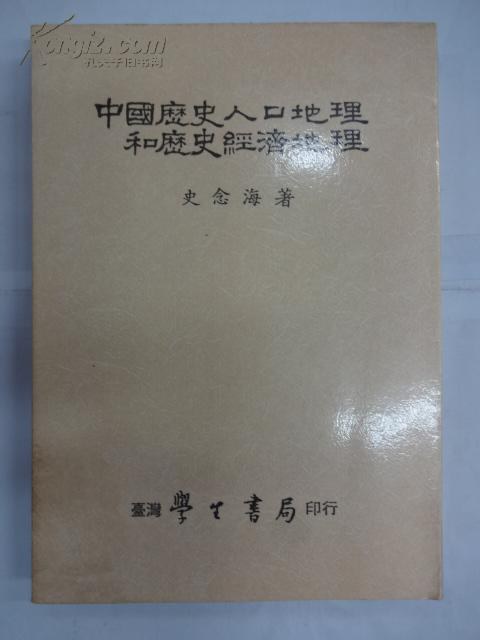 Kongfz.com
孔夫子旧书网
中國歷史人口地理
和歷史經濟地理
史念海著
臺灣學生書局印行